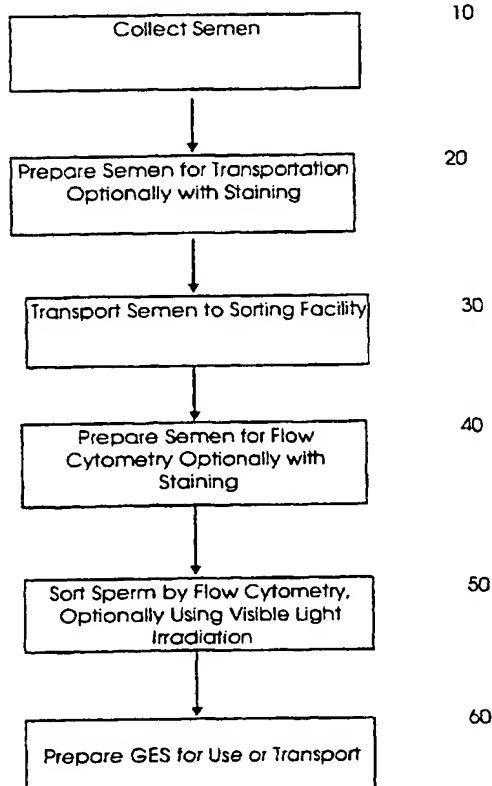 Collect Semen
10
Prepare Semen for Transportation
Optionally with Staining
20
Transport Semen to Sorting Facility
30
Prepare Semen for Flow
Cytometry Optionally with
Staining
40
Sort Sperm by Flow Cytometry,
Optionally Using Visible Light
Irradiation
50
Prepare GES for Use or Transport
60